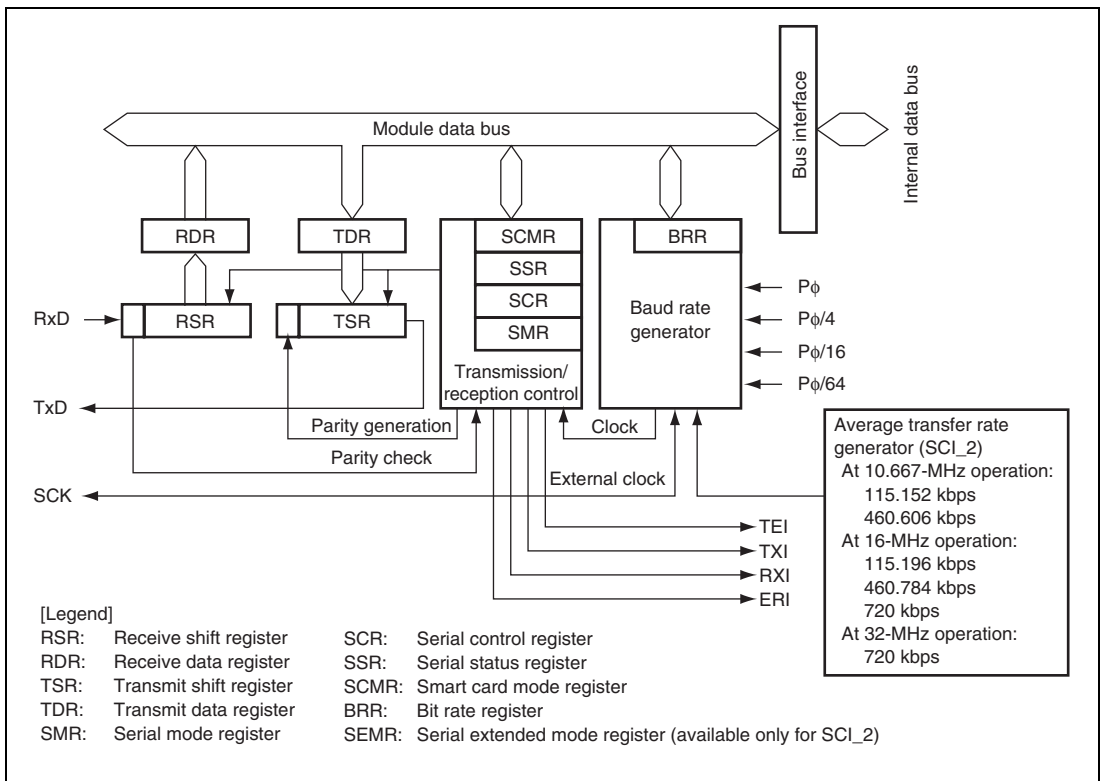 Module data bus
Bus interface
Internal data bus
RDR
TDR
SCMR
BRR
SSR
SCR
SMR
RxD
RSR
TSR
Baud rate
generator
Pϕ
Pϕ/4
Pϕ/16
Pϕ/64
Transmission/
reception control
TxD
Parity generation
Clock
Parity check
SCK
External clock
TEI
TXI
RXI
ERI
Average transfer rate
generator (SCI_2)
At 10.667-MHz operation:
115.152 kbps
460.606 kbps
At 16-MHz operation:
115.196 kbps
460.784 kbps
720 kbps
At 32-MHz operation:
720 kbps
[Legend]
RSR: Receive shift register
RDR: Receive data register
TSR: Transmit shift register
TDR: Transmit data register
SMR: Serial mode register
SCR: Serial control register
SSR: Serial status register
SCMR: Smart card mode register
BRR: Bit rate register
SEMR: Serial extended mode register (available only for SCI_2)